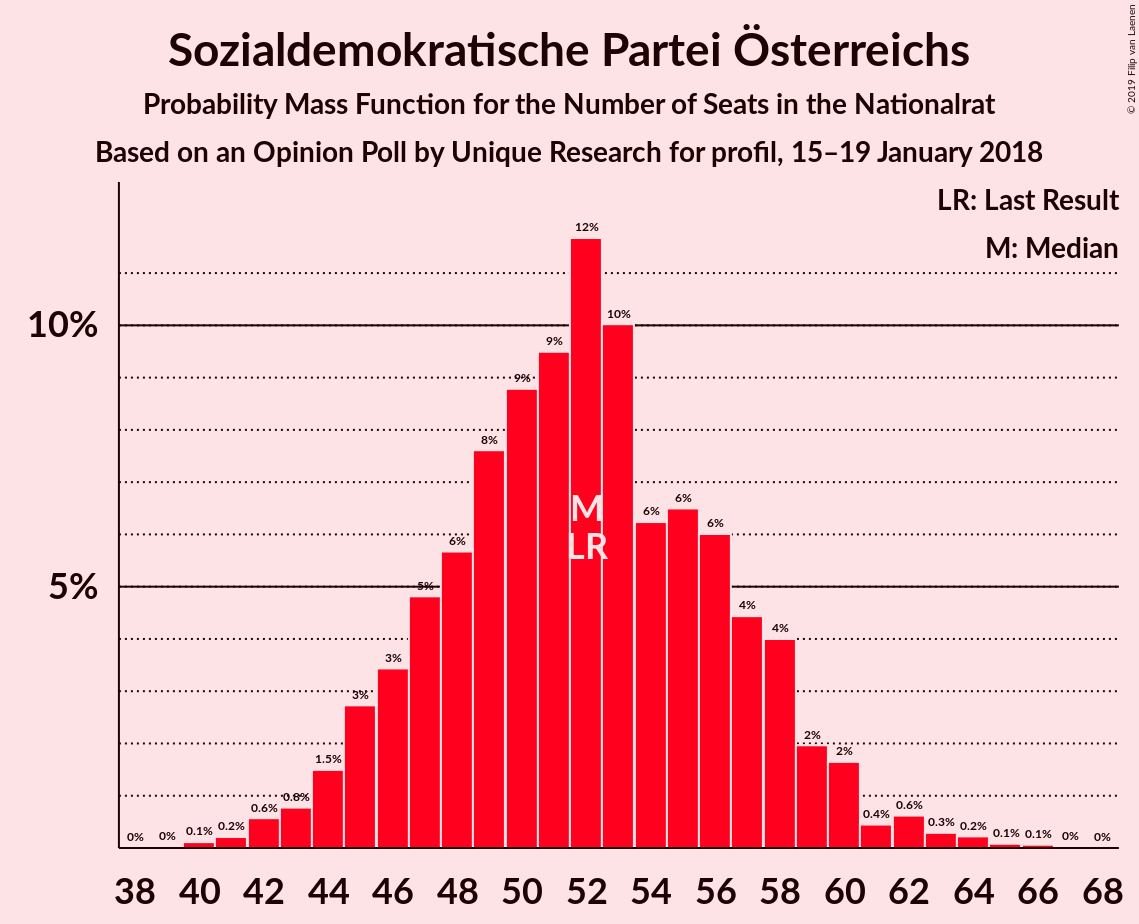 Sozialdemokratische Partei Österreichs
Probability Mass Function for the Number of Seats in the Nationalrat
Based on an Opinion Poll by Unique Research for profil, 15–19 January 2018
© 2019 Filip van Laenen
LR: Last Result
M: Median
10%
5%
0% 0% 0.1% 0.2% 0.6% 0.8% 1.5% 3% 3% 5% 6% 8% 9% 9% 12% 10% 6% 6% 6% 4% 4% 2% 2% 0.4% 0.6% 0.3% 0.2% 0.1% 0.1% 0% 0%
M
LR
38 40 42 44 46 48 50 52 54 56 58 60 62 64 66 68